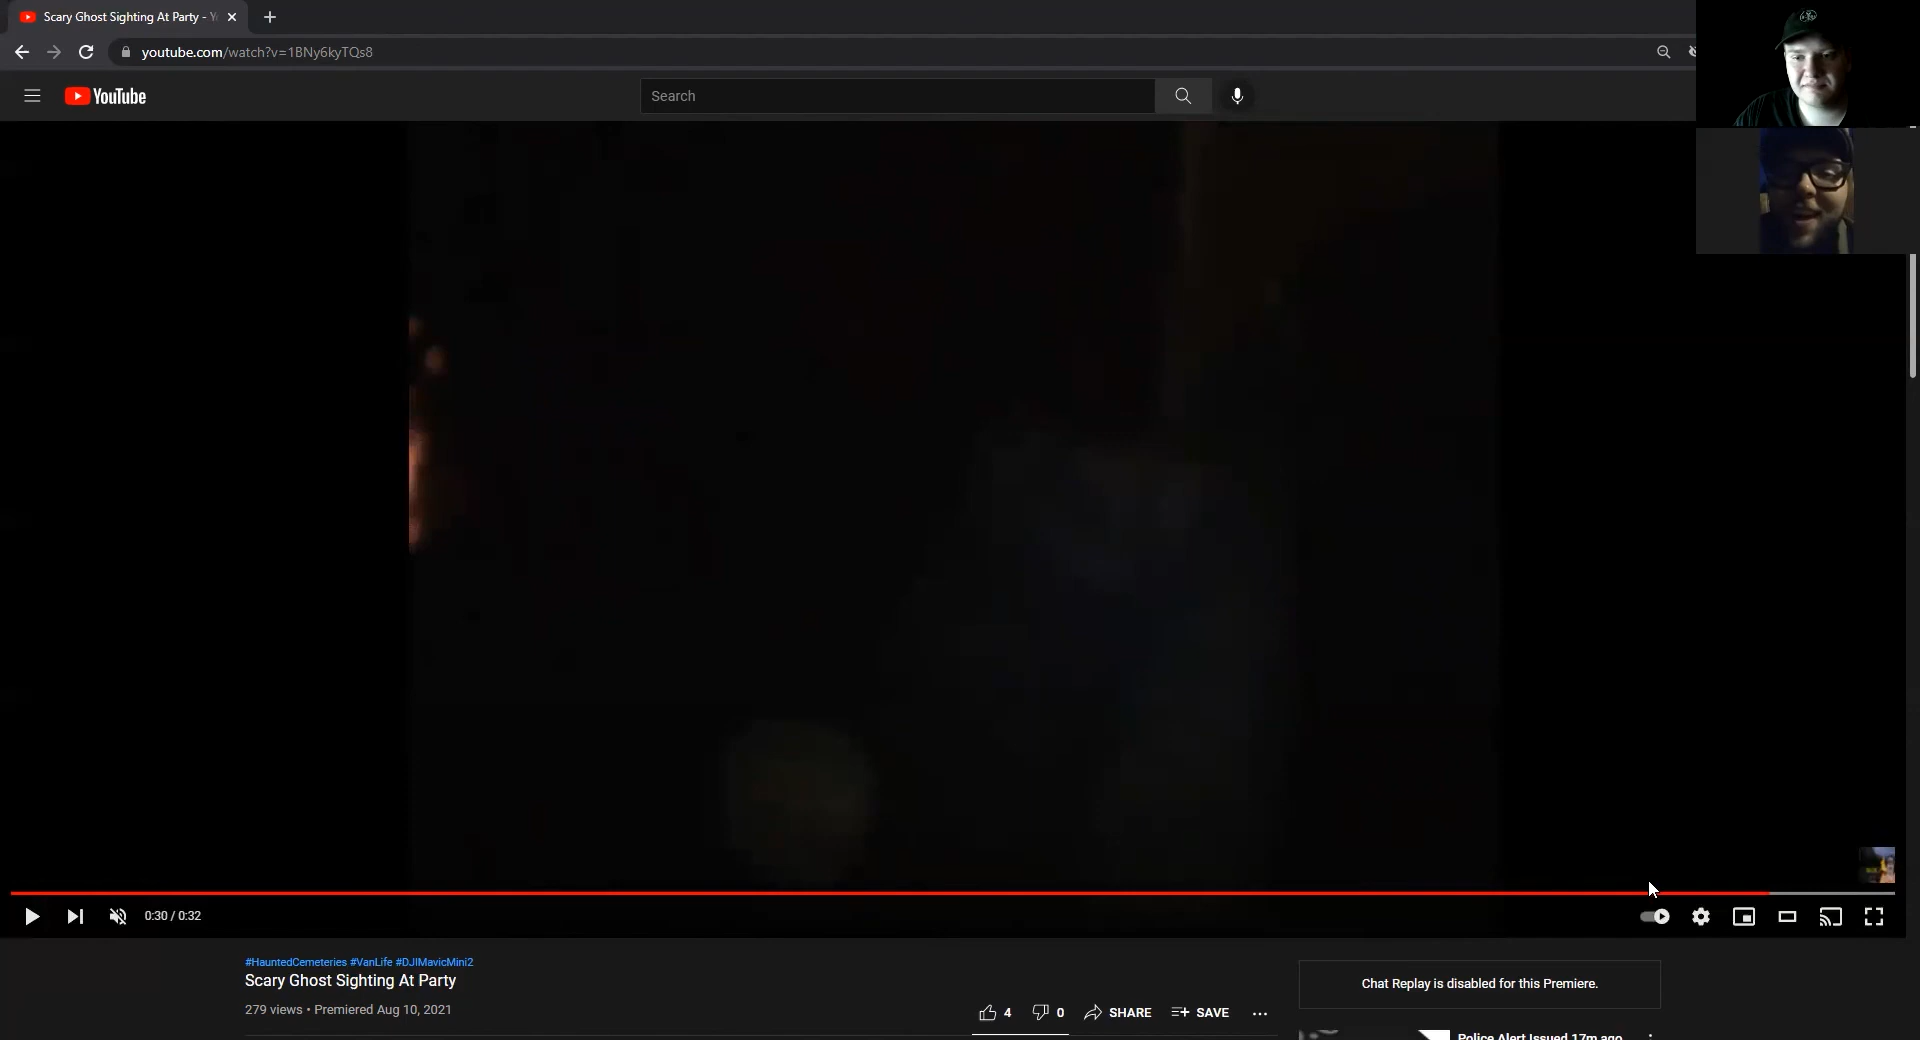 Scary Ghost Sighting At Party - Y
youtube.com/watch?v=1BNy6kyTQs8
YouTube
Search
0:30 / 0:32
#HauntedCemeteries #VanLife #DJIMavicMini2
Scary Ghost Sighting At Party
279 views • Premiered Aug 10, 2021
4
0
SHARE
SAVE
Chat Replay is disabled for this Premiere.
Police Alert Issued 17m ago